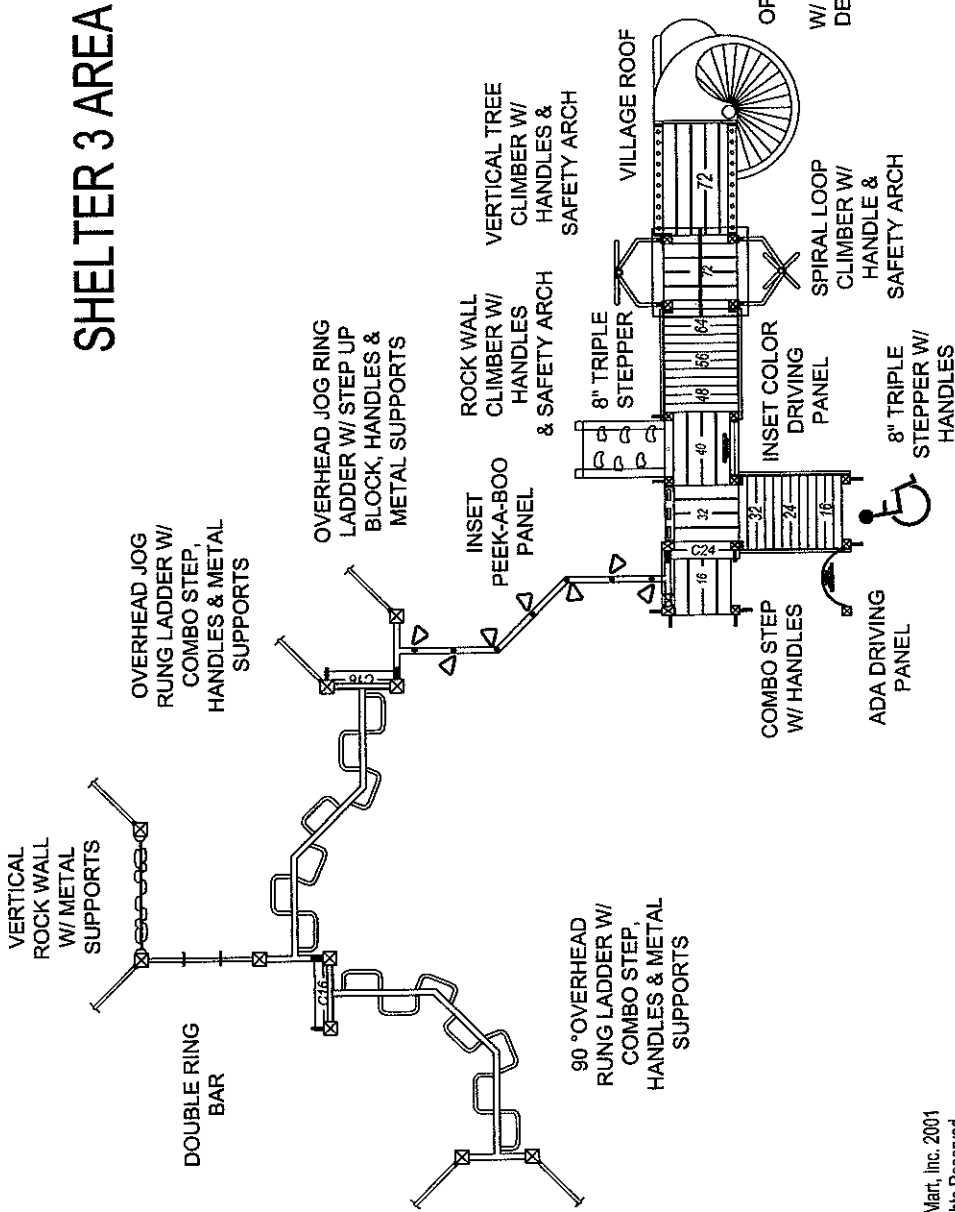 SHELTER 3 AREA
VERTICAL
ROCK WALL
W/ METAL
SUPPORTS
OVERHEAD JOG
RUNG LADDER W/
COMBO STEP,
HANDLES & METAL
SUPPORTS
OVERHEAD JOG RING
LADDER W/ STEP UP
BLOCK, HANDLES &
METAL SUPPORTS
VERTICAL TREE
CLIMBER W/
HANDLES &
SAFETY ARCH
ROCK WALL
CLIMBER W/
HANDLES
& SAFETY ARCH
VILLAGE ROOF
OF
W/
DE
INSET
PEEK-A-BOO
PANEL
8" TRIPLE
STEPPER
DOUBLE RING
BAR
C16
C16
72
72
64
56
48
40
32
C24
16
32
24
16
INSET COLOR
DRIVING
PANEL
SPIRAL LOOP
CLIMBER W/
HANDLE &
SAFETY ARCH
COMBO STEP
W/ HANDLES
8" TRIPLE
STEPPER W/
HANDLES
ADA DRIVING
PANEL
90 °OVERHEAD
RUNG LADDER W/
COMBO STEP,
HANDLES & METAL
SUPPORTS
Mart, Inc. 2001